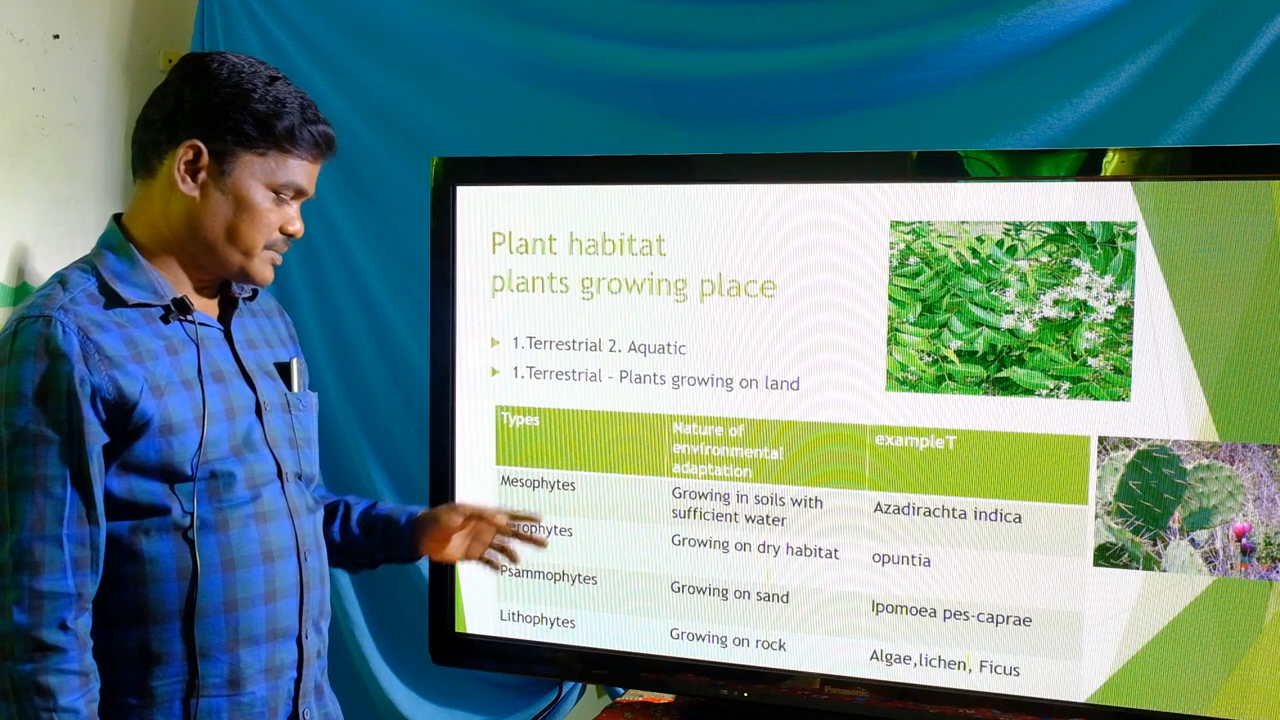 Plant habitat
plants growing place
1.Terrestrial 2. Aquatic
1.Terrestrial - Plants growing on land
Types
Nature of
environmental
adaptation
exampleT
Mesophytes
Growing in soils with
sufficient water
Azadirachta indica
erophytes
Growing on dry habitat
opuntia
Psammophytes
Growing on sand
Ipomoea pes-caprae
Lithophytes
Growing on rock
Algae,lichen, Ficus
Panasonic